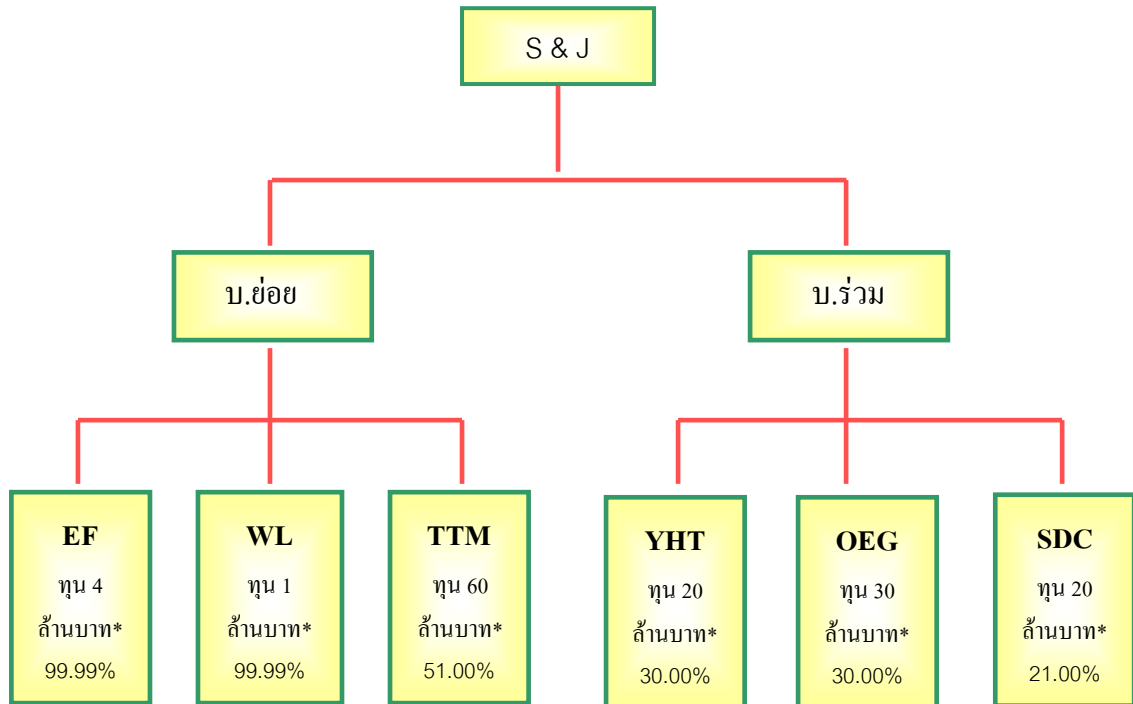 S & J
บ.ย่อย
บ.ร่วม
EF
ทุน 4
ล้านบาท*
99.99%
WL
ทุน 1
ล้านบาท*
99.99%
TTM
ทุน 60
ล้านบาท*
51.00%
YHT
ทุน 20
ล้านบาท*
30.00%
OEG
ทุน 30
ล้านบาท*
30.00%
SDC
ทุน 20
ล้านบาท*
21.00%